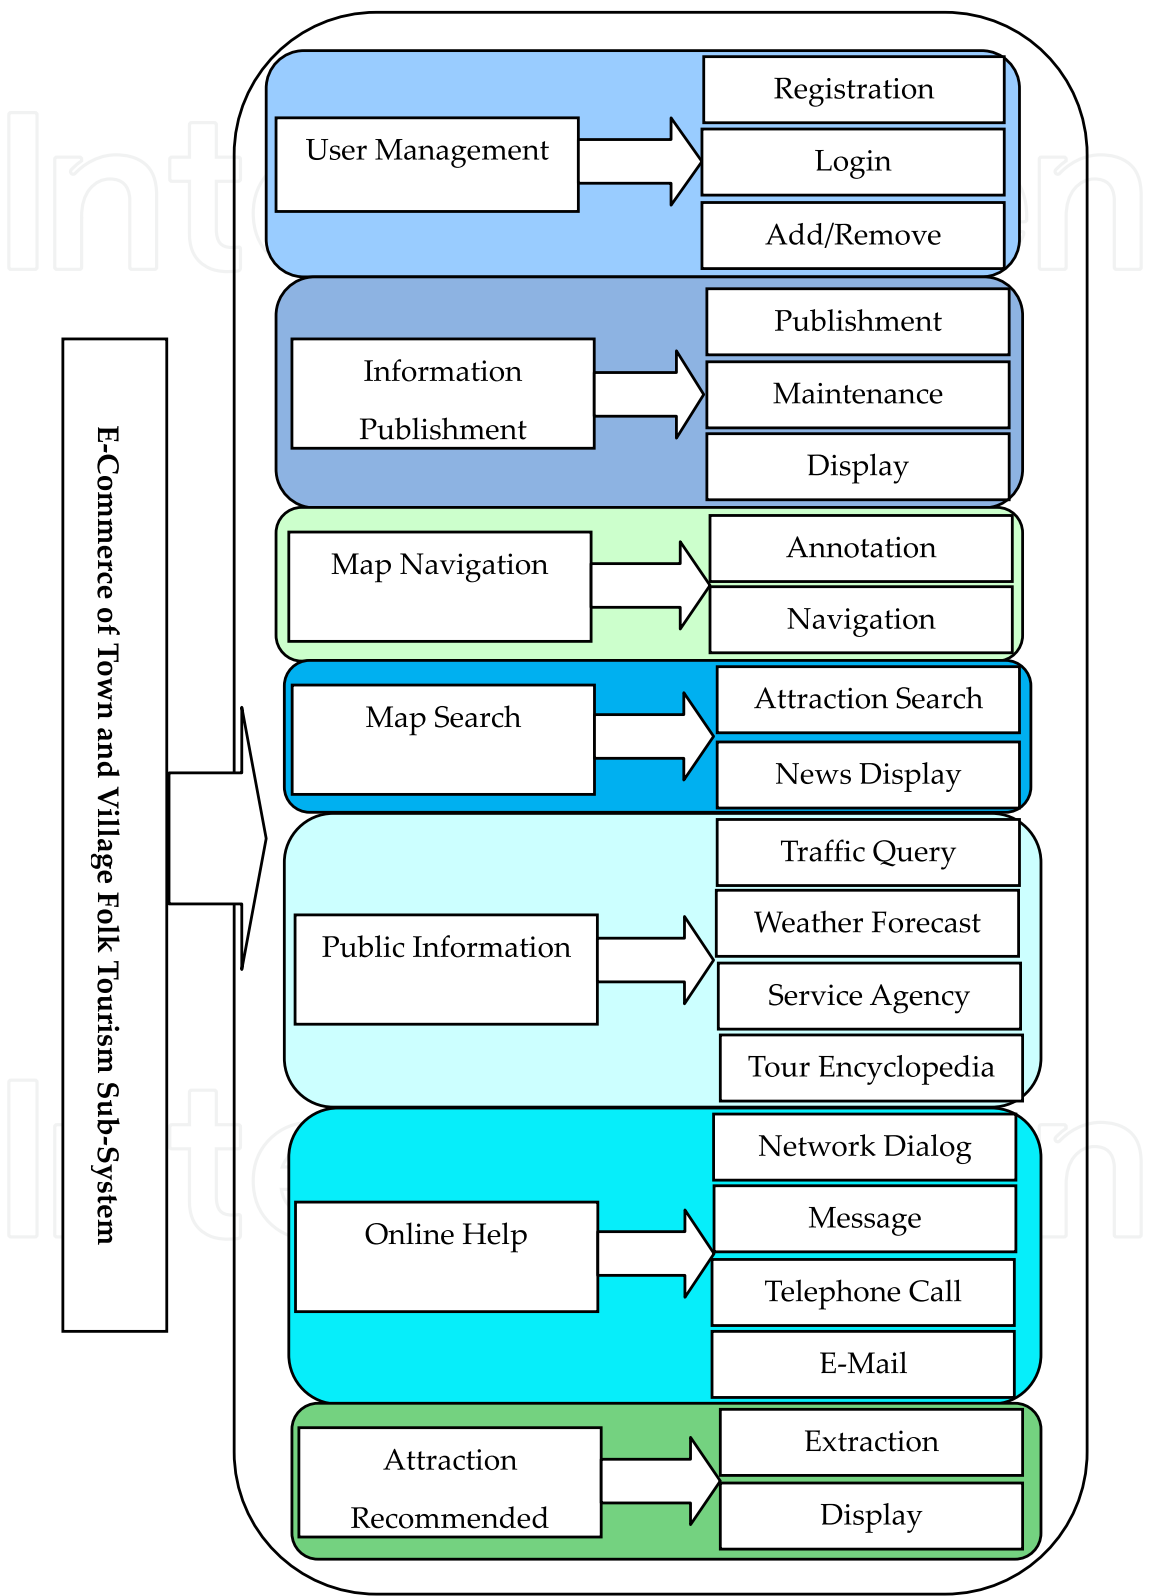 E-Commerce of Town and Village Folk Tourism Sub-System
User Management
Registration
Login
Add/Remove
Information
Publishment
Publishment
Maintenance
Display
Map Navigation
Annotation
Navigation
Map Search
Attraction Search
News Display
Public Information
Traffic Query
Weather Forecast
Service Agency
Tour Encyclopedia
Online Help
Network Dialog
Message
Telephone Call
E-Mail
Attraction
Recommended
Extraction
Display